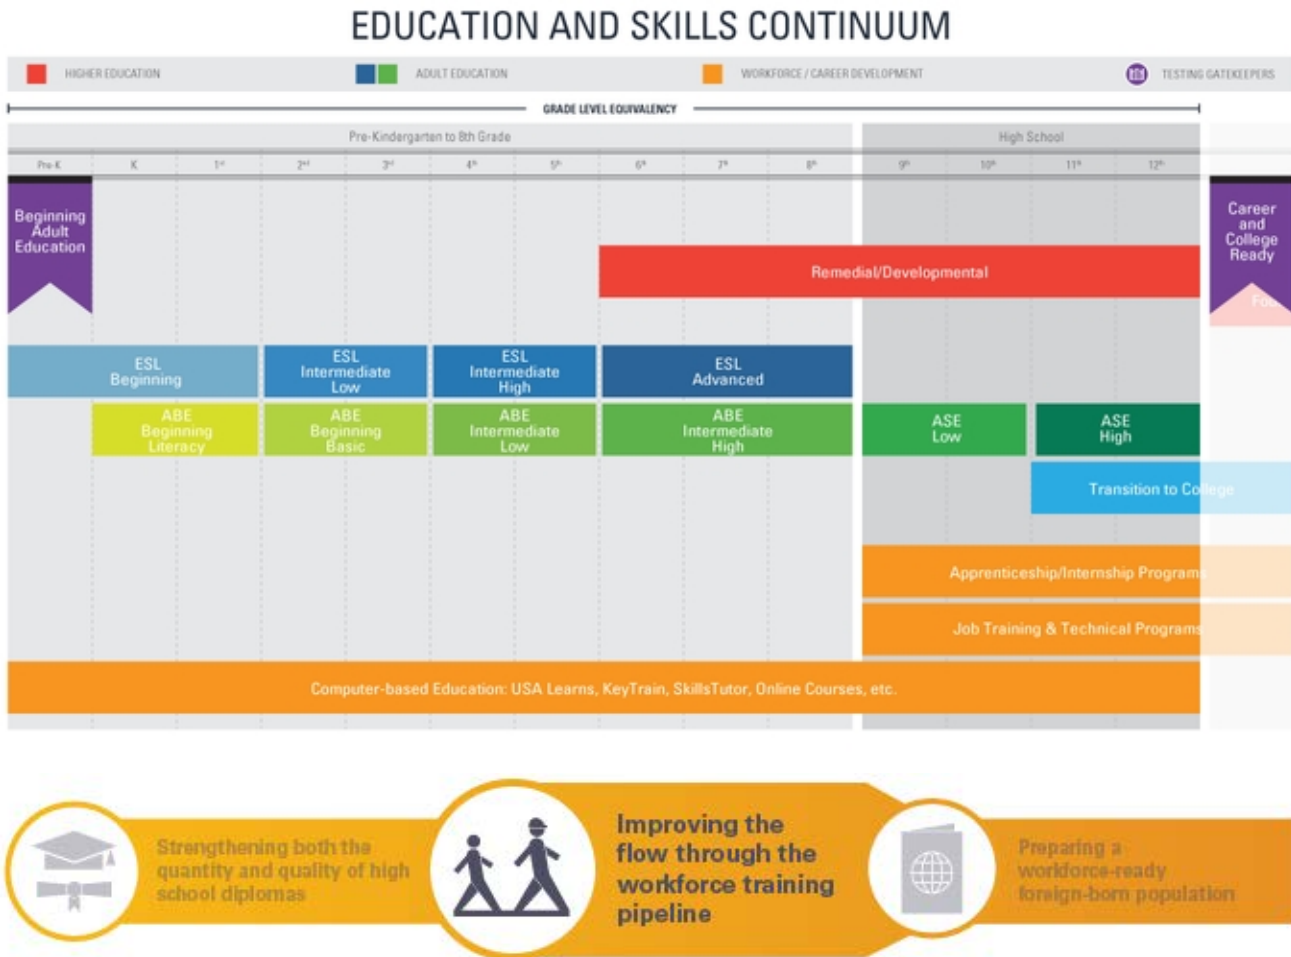 EDUCATION AND SKILLS CONTINUUM
HIGHER EDUCATION
ADULT EDUCATION
WORKFORCE / CAREER DEVELOPMENT
TESTING GATEKEEPERS
GRADE LEVEL EQUIVALENCY
Pre-Kindergarten to 8th Grade
High School
Pre-K K 1st 2nd 3rd 4th 5th 6th 7th 8th 9th 10th 11th 12th
Beginning
Adult
Education
Career
and
College
Ready
Remedial/Developmental
ESL
Beginning
ESL
Intermediate
Low
ESL
Intermediate
High
ESL
Advanced
ABE
Beginning
Literacy
ABE
Beginning
Basic
ABE
Intermediate
Low
ABE
Intermediate
High
ASE
Low
ASE
High
Transition to College
Apprenticeship/Internship Programs
Job Training & Technical Programs
Computer-based Education: USA Learns, KeyTrain, SkillsTutor, Online Courses, etc.
Strengthening both the
quantity and quality of high
school diplomas
Improving the
flow through the
workforce training
pipeline
Preparing a
workforce-ready
foreign-born population